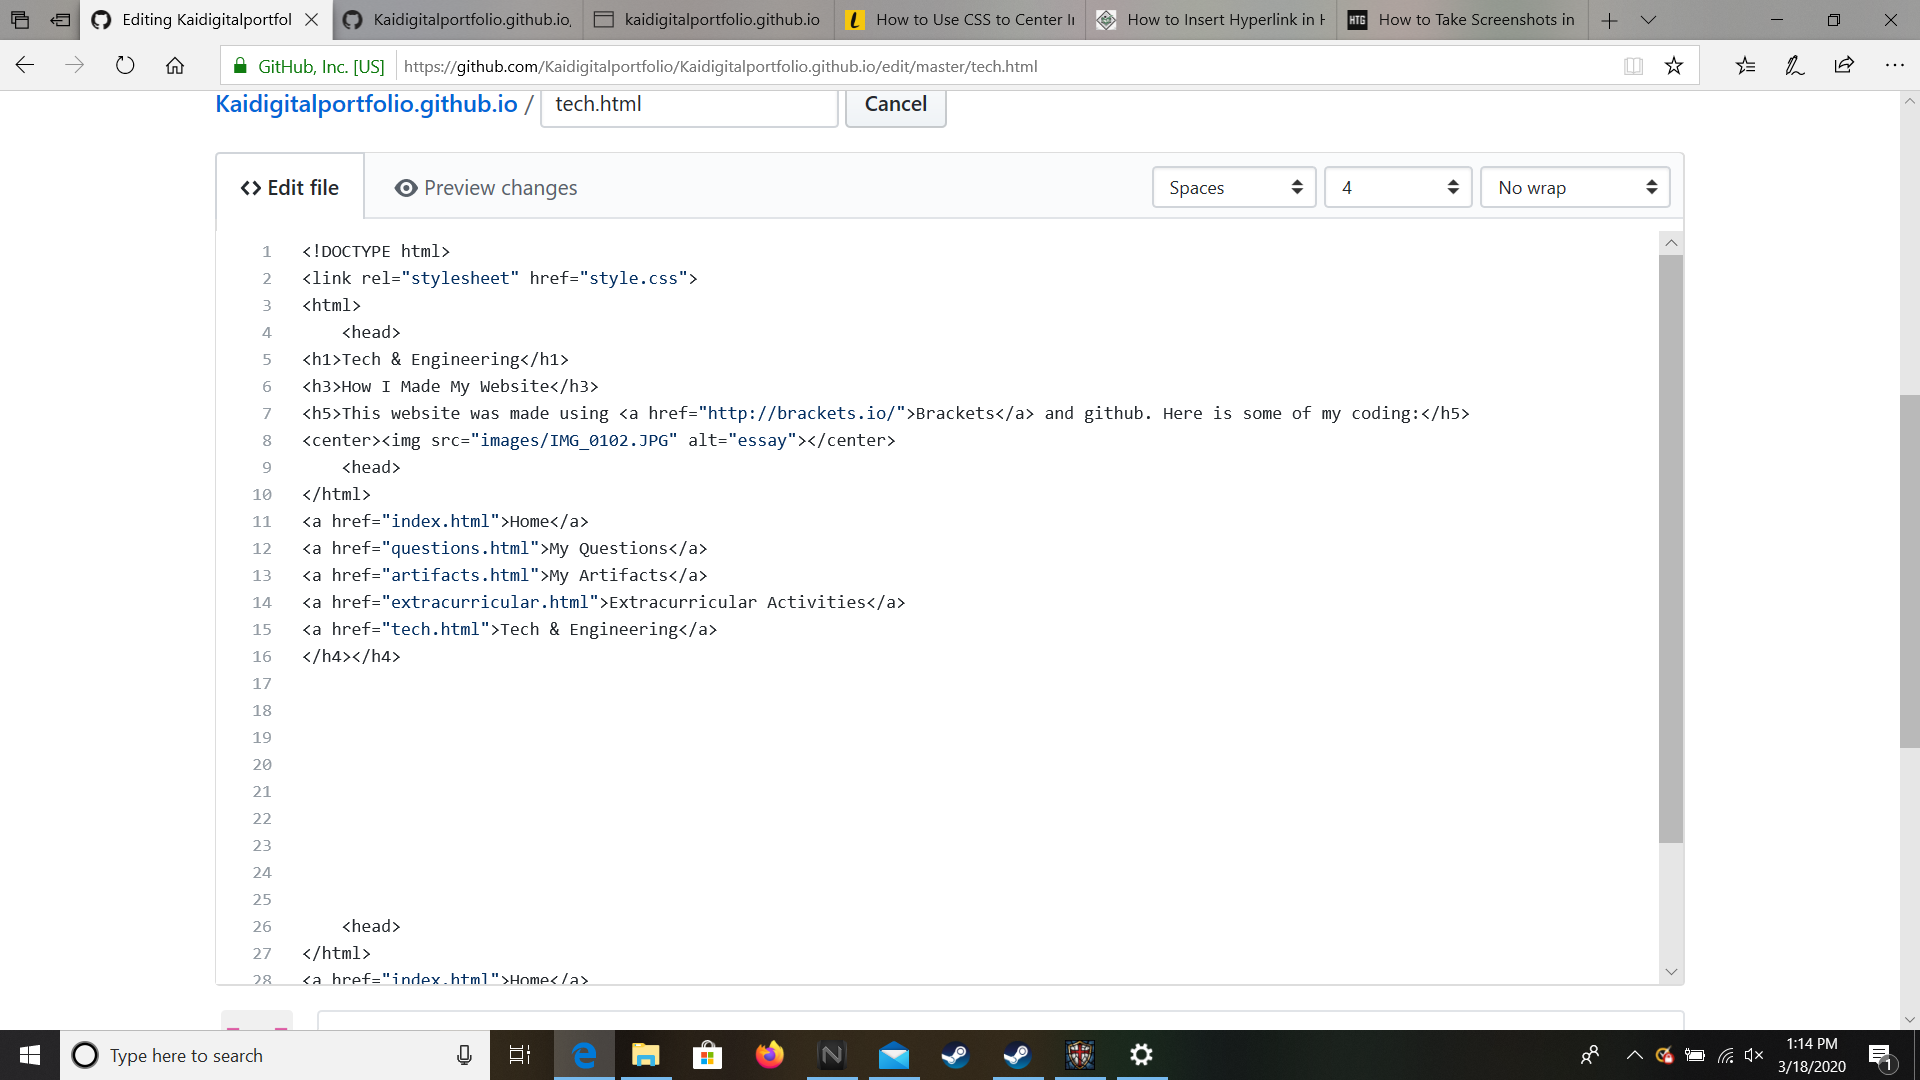 Editing Kaidigitalportfol
Kaidigitalportfolio.github.io,
kaidigitalportfolio.github.io
How to Use CSS to Center In
How to Insert Hyperlink in H
HTG How to Take Screenshots in
GitHub, Inc. [US] https://github.com/Kaidigitalportfolio/Kaidigitalportfolio.github.io/edit/master/tech.html
Kaidigitalportfolio.github.io / tech.html Cancel
<> Edit file Preview changes Spaces 4 No wrap
1 <!DOCTYPE html>
2 <link rel="stylesheet" href="style.css">
3 <html>
4 <head>
5 <h1>Tech & Engineering</h1>
6 <h3>How I Made My Website</h3>
7 <h5>This website was made using <a href="http://brackets.io/">Brackets</a> and github. Here is some of my coding:</h5>
8 <center><img src="images/IMG_0102.JPG" alt="essay"></center>
9 <head>
10 </html>
11 <a href="index.html">Home</a>
12 <a href="questions.html">My Questions</a>
13 <a href="artifacts.html">My Artifacts</a>
14 <a href="extracurricular.html">Extracurricular Activities</a>
15 <a href="tech.html">Tech & Engineering</a>
16 </h4></h4>
17
18
19
20
21
22
23
24
25
26 <head>
27 </html>
28 <a href="index.html">Home</a>
Type here to search
1:14 PM
3/18/2020
1